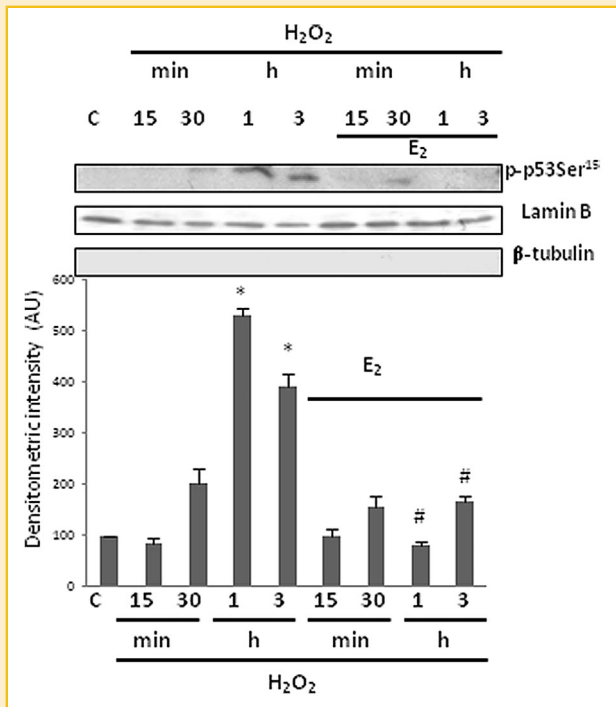 H₂O₂
min h min h
C 15 30 1 3 15 30 1 3
E₂
p-p53Ser¹⁵
Lamin B
β-tubulin
Densitometric intensity (AU)
600
500
400
300
200
100
0
*
*
E₂
#
#
C 15 30 1 3 15 30 1 3
min h min h
H₂O₂